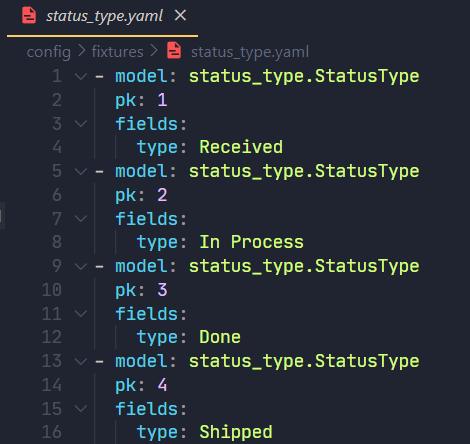 status_type.yaml ×
config > fixtures > status_type.yaml
1 - model: status_type.StatusType
2 pk: 1
3 fields:
4 type: Received
5 - model: status_type.StatusType
6 pk: 2
7 fields:
8 type: In Process
9 - model: status_type.StatusType
10 pk: 3
11 fields:
12 type: Done
13 - model: status_type.StatusType
14 pk: 4
15 fields:
16 type: Shipped